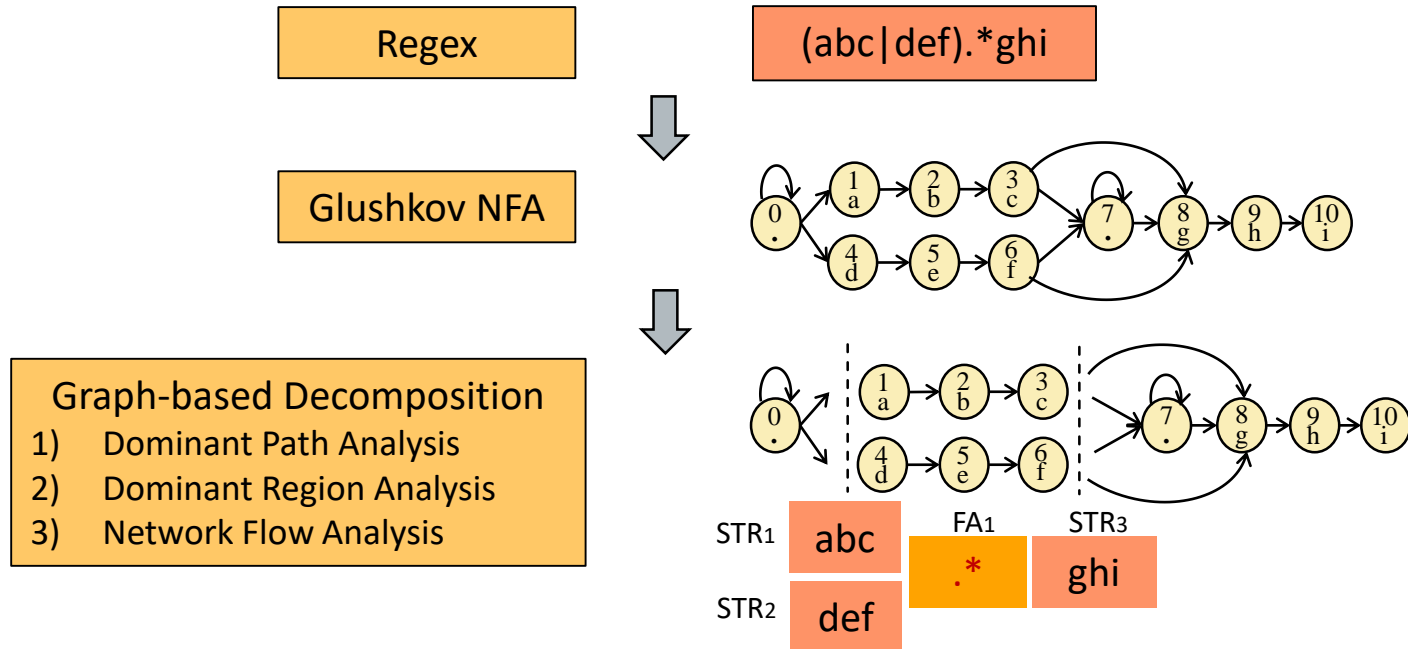 Regex
(abc|def).*ghi
Glushkov NFA
0
.
1
a
2
b
3
c
4
d
5
e
6
f
7
.
8
g
9
h
10
i
Graph-based Decomposition
1) Dominant Path Analysis
2) Dominant Region Analysis
3) Network Flow Analysis
0
.
1
a
2
b
3
c
4
d
5
e
6
f
7
.
8
g
9
h
10
i
STR1
abc
FA1
.*
STR3
ghi
STR2
def